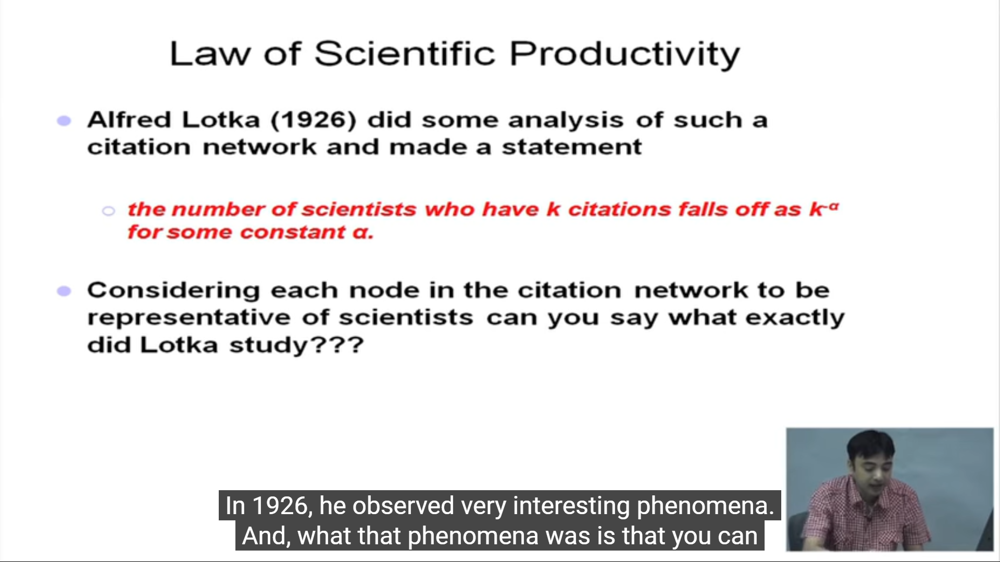 Law of Scientific Productivity
Alfred Lotka (1926) did some analysis of such a
citation network and made a statement
the number of scientists who have k citations falls off as k-α
for some constant α.
Considering each node in the citation network to be
representative of scientists can you say what exactly
did Lotka study???
In 1926, he observed very interesting phenomena.
And, what that phenomena was is that you can